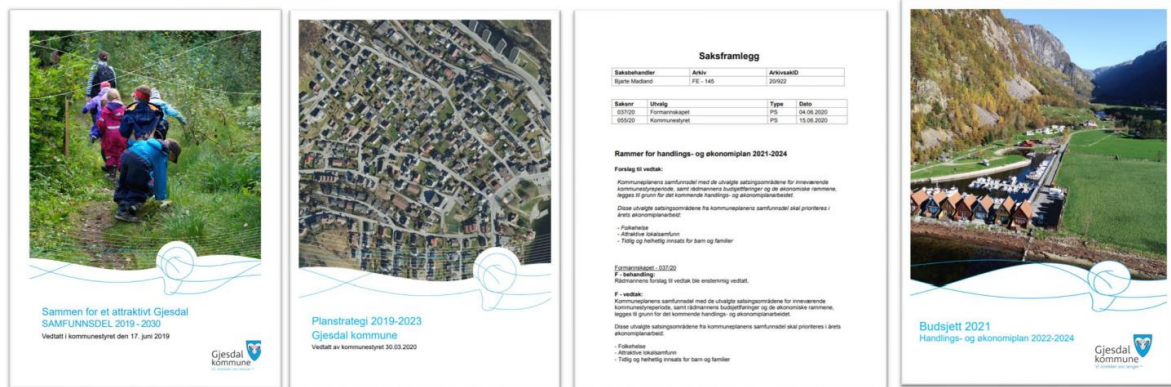 Sammen for et attraktivt Gjesdal
SAMFUNNSDEL 2019 - 2030
Vedtatt i kommunestyret den 17. juni 2019
Gjesdal
kommune
Planstrategi 2019-2023
Gjesdal kommune
Vedtatt av kommunestyret 30.03.2020
Saksframlegg
Saksbehandler Arkiv ArkivsakID
Bjarte Madland FE - 145 20/922
Saksnr Utvalg Type Dato
037/20 Formannskapet PS 04.06.2020
055/20 Kommunestyret PS 15.06.2020
Rammer for handlings- og økonomiplan 2021-2024
Forslag til vedtak:
Kommuneplanens samfunnsdel med de utvalgte satsingsområdene for inneværende
kommunestyreperiode, samt rådmannens budsjettføringer og de økonomiske rammene,
legges til grunn for det kommende handlings- og økonomiplanarbeidet.
Disse utvalgte satsingsområdene fra kommuneplanens samfunnsdel skal prioriteres i
årets økonomiplanarbeid:
- Folkehelse
- Attraktive lokalsamfunn
- Tidlig og helhetlig innsats for barn og familier
Formannskapet - 037/20
F - behandling:
Rådmannens forslag til vedtak ble enstemmig vedtatt.
F - vedtak:
Kommuneplanens samfunnsdel med de utvalgte satsingsområdene for inneværende
kommunestyreperiode, samt rådmannens budsjettføringer og de økonomiske rammene,
legges til grunn for det kommende handlings- og økonomiplanarbeidet.
Disse utvalgte satsingsområdene fra kommuneplanens samfunnsdel skal prioriteres i årets
økonomiplanarbeid:
- Folkehelse
- Attraktive lokalsamfunn
- Tidlig og helhetlig innsats for barn og familier
Budsjett 2021
Handlings- og økonomiplan 2022-2024
Gjesdal
kommune